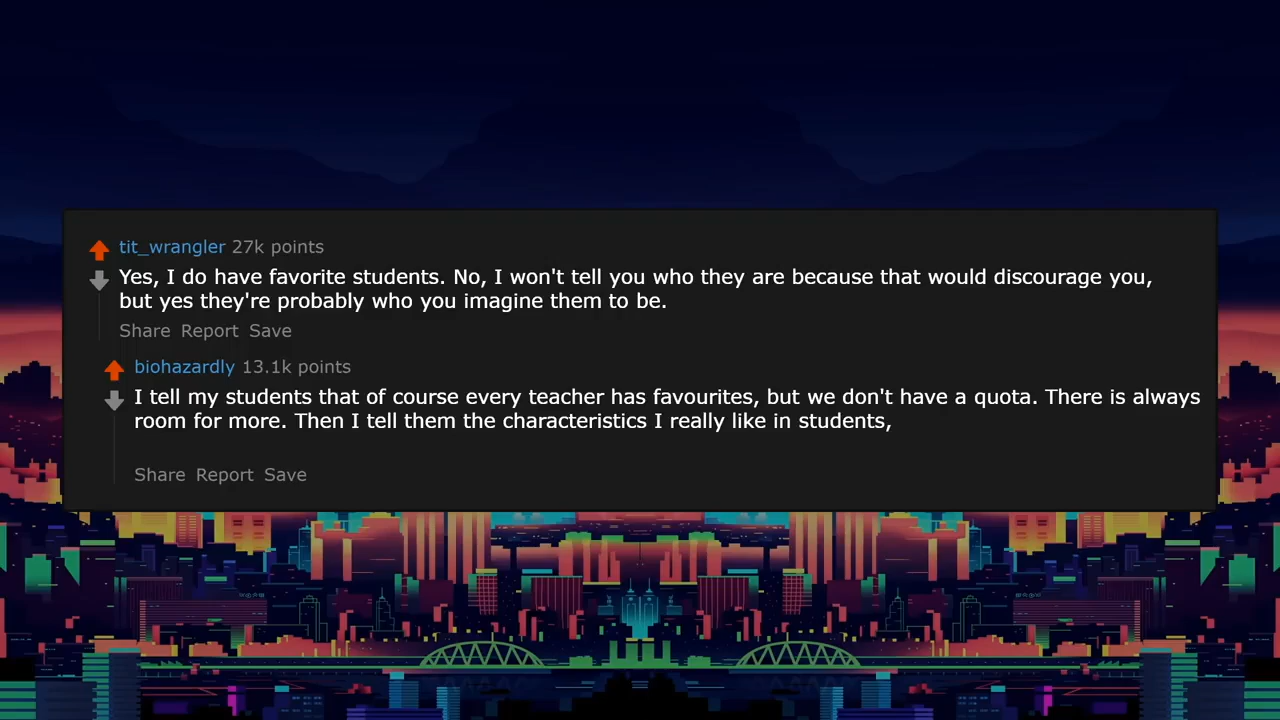 tit_wrangler 27k points
Yes, I do have favorite students. No, I won't tell you who they are because that would discourage you,
but yes they're probably who you imagine them to be.
Share Report Save
biohazardly 13.1k points
I tell my students that of course every teacher has favourites, but we don't have a quota. There is always
room for more. Then I tell them the characteristics I really like in students,
Share Report Save